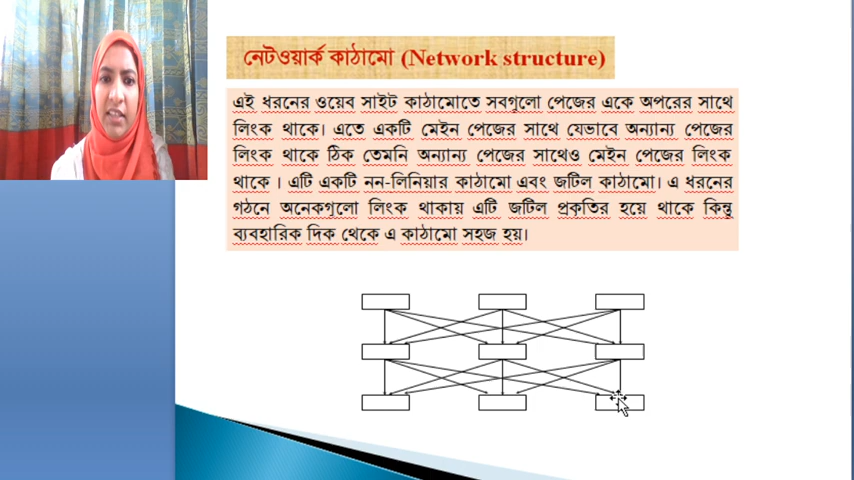 নেটওয়ার্ক কাঠামো (Network structure)
এই ধরনের ওয়েব সাইট কাঠামোতে সবগুলো পেজের একে অপরের সাথে
লিংক থাকে। এতে একটি মেইন পেজের সাথে যেভাবে অন্যান্য পেজের
লিংক থাকে ঠিক তেমনি অন্যান্য পেজের সাথেও মেইন পেজের লিংক
থাকে । এটি একটি নন-লিনিয়ার কাঠামো এবং জটিল কাঠামো। এ ধরনের
গঠনে অনেকগুলো লিংক থাকায় এটি জটিল প্রকৃতির হয়ে থাকে কিন্তু
ব্যবহারিক দিক থেকে এ কাঠামো সহজ হয়।